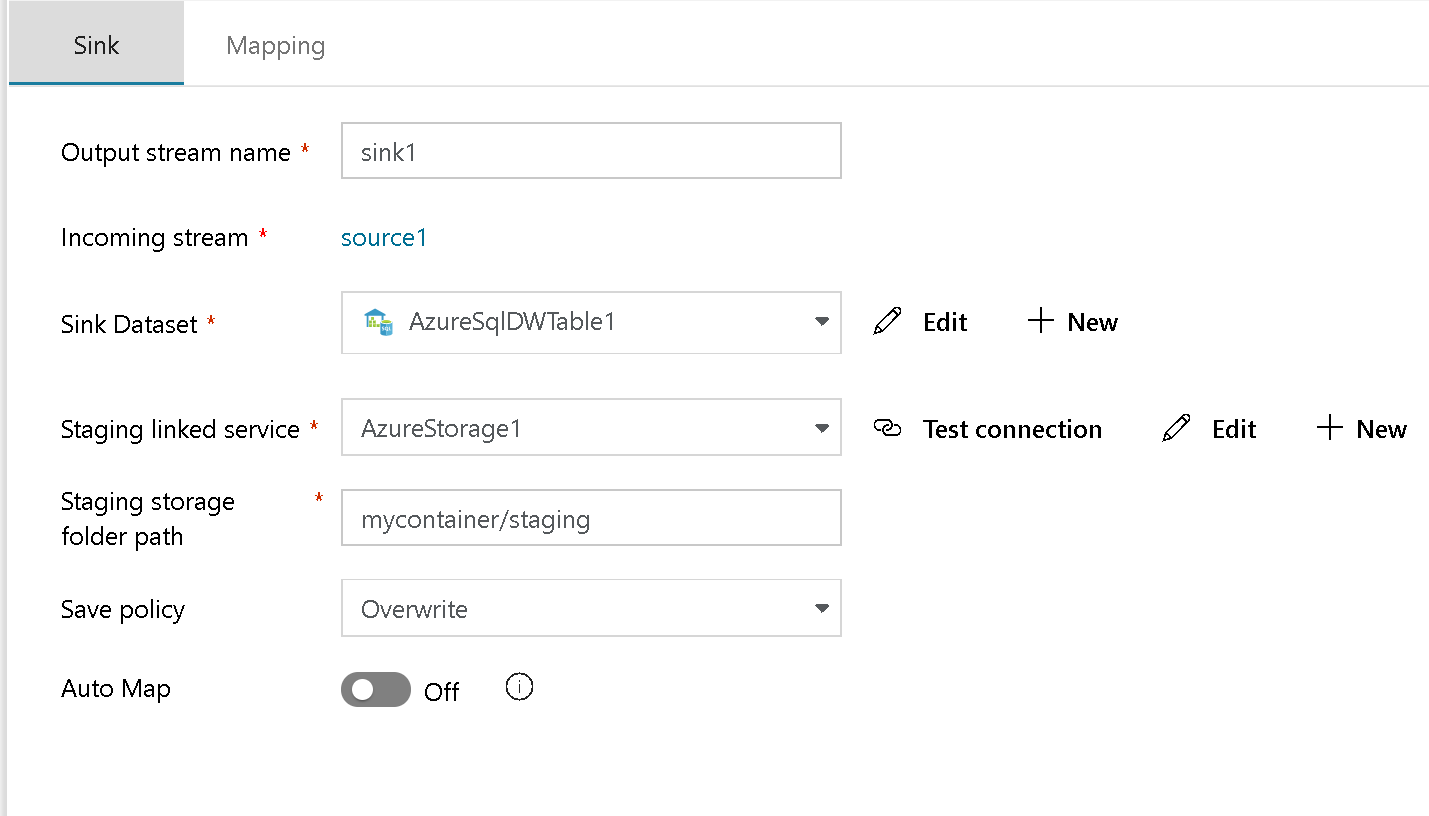 Sink Mapping
Output stream name * sink1
Incoming stream * source1
Sink Dataset * AzureSqlDWTable1 Edit + New
Staging linked service * AzureStorage1 Test connection Edit + New
Staging storage * 
folder path mycontainer/staging
Save policy Overwrite
Auto Map Off